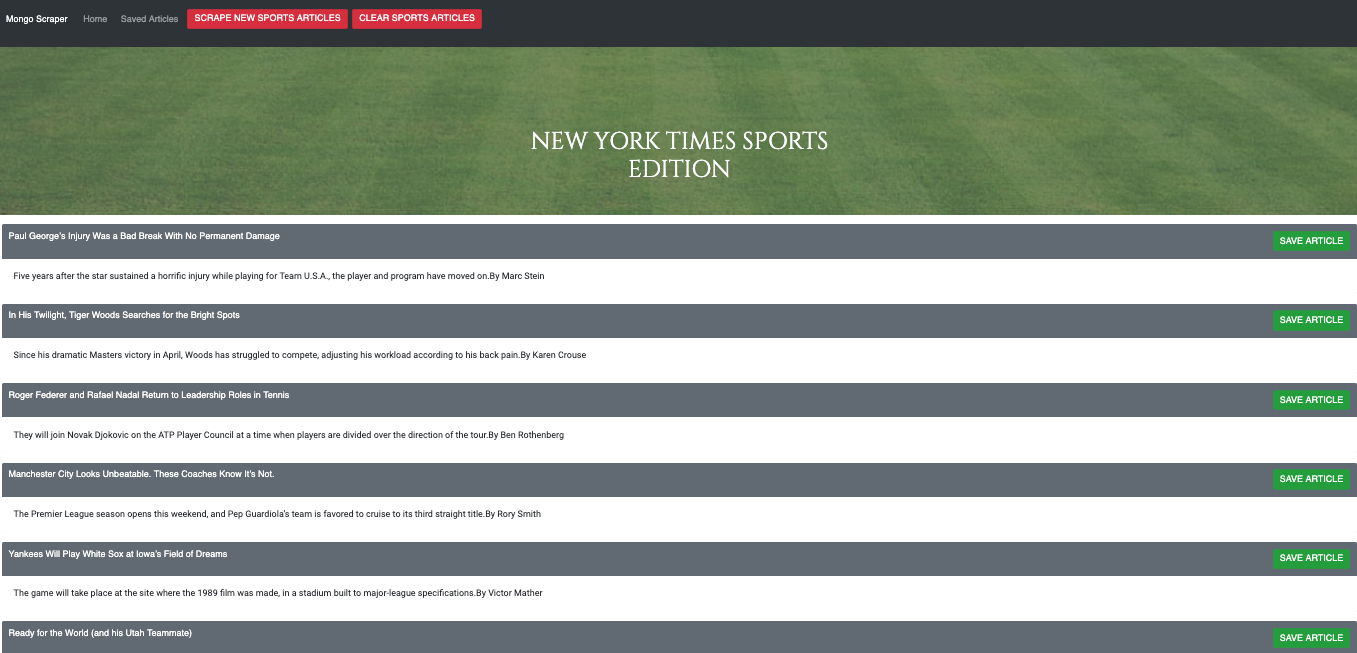 Mongo Scraper Home Saved Articles SCRAPE NEW SPORTS ARTICLES CLEAR SPORTS ARTICLES
NEW YORK TIMES SPORTS
EDITION
Paul George's Injury Was a Bad Break With No Permanent Damage SAVE ARTICLE
Five years after the star sustained a horrific injury while playing for Team U.S.A., the player and program have moved on.By Marc Stein
In His Twilight, Tiger Woods Searches for the Bright Spots SAVE ARTICLE
Since his dramatic Masters victory in April, Woods has struggled to compete, adjusting his workload according to his back pain.By Karen Crouse
Roger Federer and Rafael Nadal Return to Leadership Roles in Tennis SAVE ARTICLE
They will join Novak Djokovic on the ATP Player Council at a time when players are divided over the direction of the tour.By Ben Rothenberg
Manchester City Looks Unbeatable. These Coaches Know It's Not. SAVE ARTICLE
The Premier League season opens this weekend, and Pep Guardiola's team is favored to cruise to its third straight title.By Rory Smith
Yankees Will Play White Sox at Iowa's Field of Dreams SAVE ARTICLE
The game will take place at the site where the 1989 film was made, in a stadium built to major-league specifications.By Victor Mather
Ready for the World (and his Utah Teammate) SAVE ARTICLE